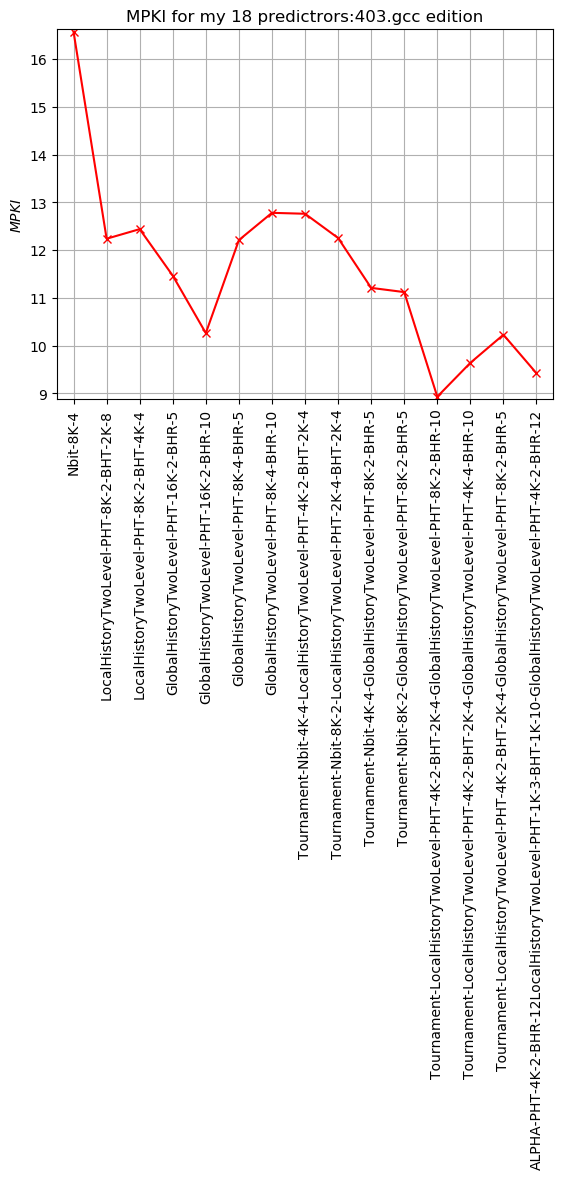 MPKI for my 18 predictrors:403.gcc edition
16
15
14
13
12
11
10
9
MPKI
Nbit-8K-4
LocalHistoryTwoLevel-PHT-8K-2-BHT-2K-8
LocalHistoryTwoLevel-PHT-8K-2-BHT-4K-4
GlobalHistoryTwoLevel-PHT-16K-2-BHR-5
GlobalHistoryTwoLevel-PHT-16K-2-BHR-10
GlobalHistoryTwoLevel-PHT-8K-4-BHR-5
GlobalHistoryTwoLevel-PHT-8K-4-BHR-10
Tournament-Nbit-4K-4-LocalHistoryTwoLevel-PHT-4K-2-BHT-2K-4
Tournament-Nbit-8K-2-LocalHistoryTwoLevel-PHT-2K-4-BHT-2K-4
Tournament-Nbit-4K-4-GlobalHistoryTwoLevel-PHT-8K-2-BHR-5
Tournament-Nbit-8K-2-GlobalHistoryTwoLevel-PHT-8K-2-BHR-5
Tournament-LocalHistoryTwoLevel-PHT-4K-2-BHT-2K-4-GlobalHistoryTwoLevel-PHT-8K-2-BHR-10
Tournament-LocalHistoryTwoLevel-PHT-4K-2-BHT-2K-4-GlobalHistoryTwoLevel-PHT-4K-4-BHR-10
Tournament-LocalHistoryTwoLevel-PHT-4K-2-BHT-2K-4-GlobalHistoryTwoLevel-PHT-8K-2-BHR-5
ALPHA-PHT-4K-2-BHR-12LocalHistoryTwoLevel-PHT-1K-3-BHT-1K-10-GlobalHistoryTwoLevel-PHT-4K-2-BHR-12